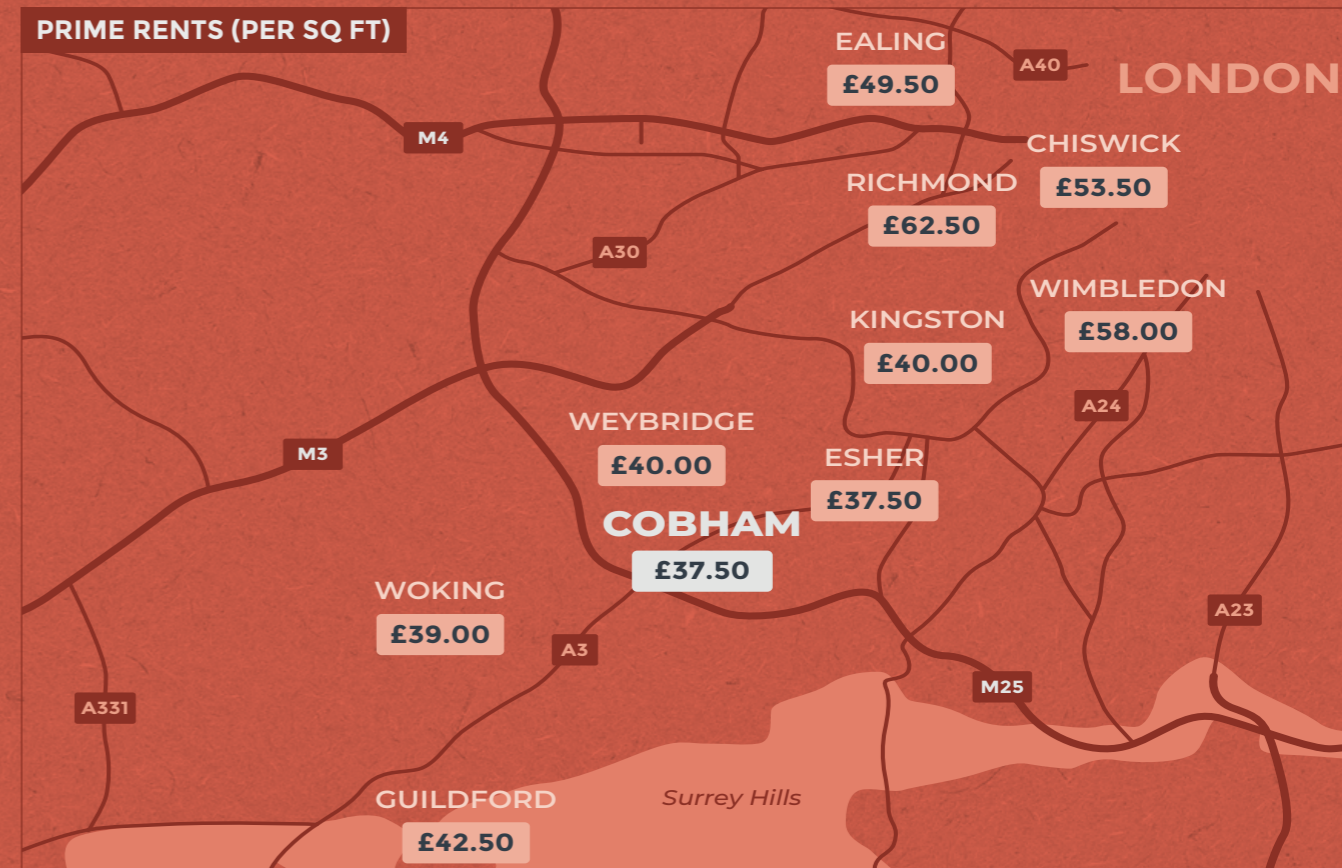 PRIME RENTS (PER SQ FT)
EALING
£49.50
A40
LONDON
M4
CHISWICK
£53.50
RICHMOND
£62.50
A30
WIMBLEDON
£58.00
KINGSTON
£40.00
A24
WEYBRIDGE
£40.00
M3
ESHER
£37.50
COBHAM
£37.50
WOKING
£39.00
A23
A3
M25
A331
GUILDFORD
£42.50
Surrey Hills